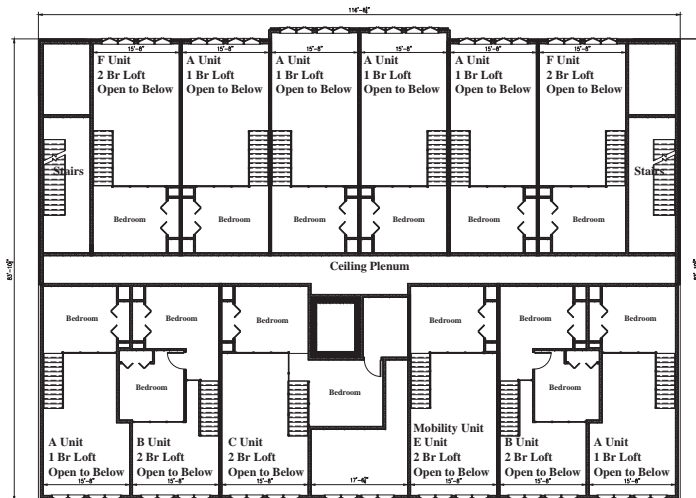 116'-8¾"
15'-8" 15'-8" 15'-8" 15'-8" 15'-8" 15'-8"
F Unit
2 Br Loft
Open to Below
A Unit
1 Br Loft
Open to Below
A Unit
1 Br Loft
Open to Below
A Unit
1 Br Loft
Open to Below
A Unit
1 Br Loft
Open to Below
F Unit
2 Br Loft
Open to Below
Stairs
Stairs
Bedroom Bedroom Bedroom Bedroom Bedroom Bedroom
Ceiling Plenum
Bedroom Bedroom Bedroom Bedroom Bedroom Bedroom
Bedroom Bedroom Bedroom
A Unit
1 Br Loft
Open to Below
B Unit
2 Br Loft
Open to Below
C Unit
2 Br Loft
Open to Below
Mobility Unit
E Unit
2 Br Loft
Open to Below
B Unit
2 Br Loft
Open to Below
A Unit
1 Br Loft
Open to Below
15'-8" 15'-8" 15'-8" 15'-8" 15'-8" 15'-8"